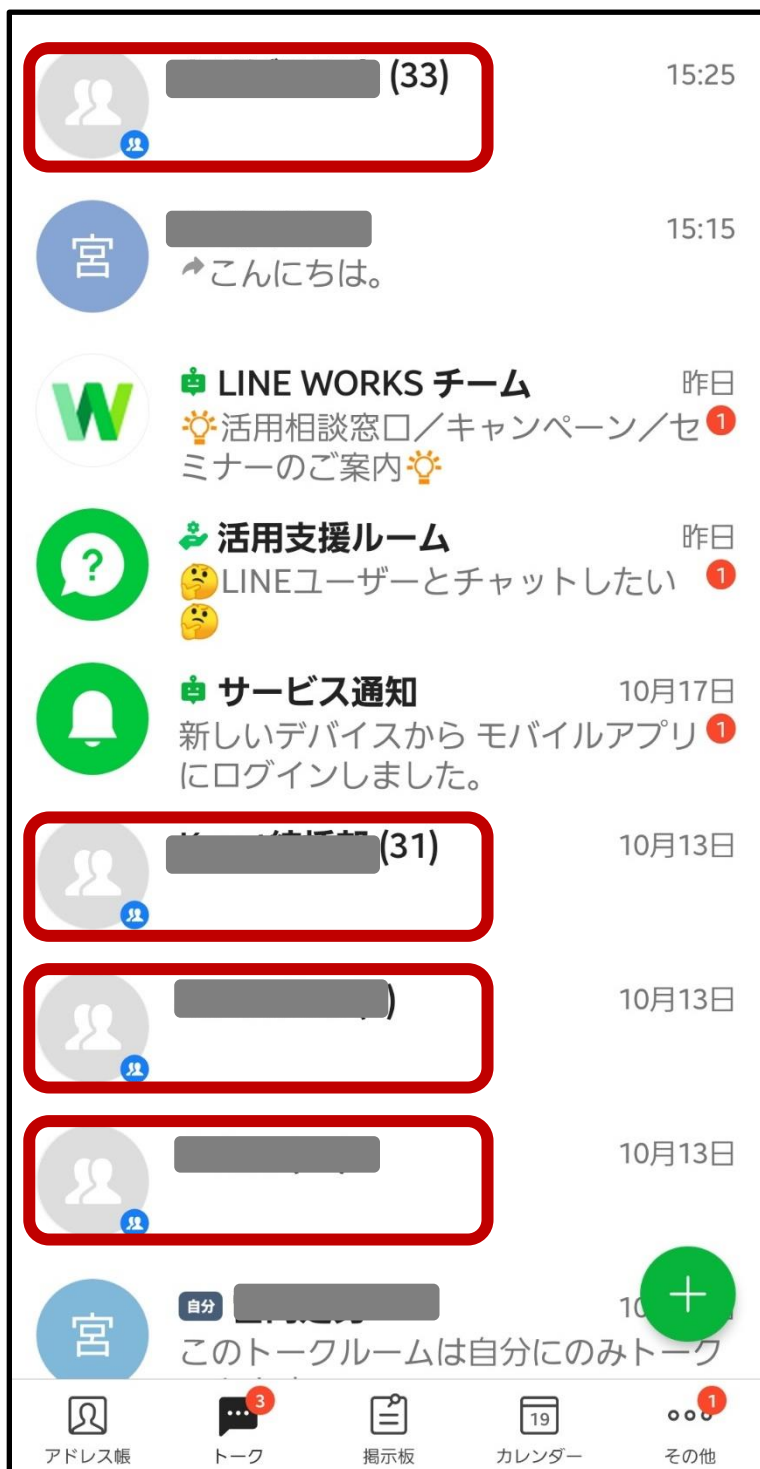 (33)
15:25
宮
15:15
こんにちは。
LINE WORKS チーム
昨日
活用相談窓口／キャンペーン／セ
1
ミナーのご案内
?
活用支援ルーム
昨日
🤔LINEユーザーとチャットしたい
1
🤔
サービス通知
10月17日
新しいデバイスから モバイルアプリ
1
にログインしました。
(31)
10月13日
)
10月13日
10月13日
宮
自分
このトークルームは自分にのみトーク
3
19
1
アドレス帳
トーク
掲示板
カレンダー
その他